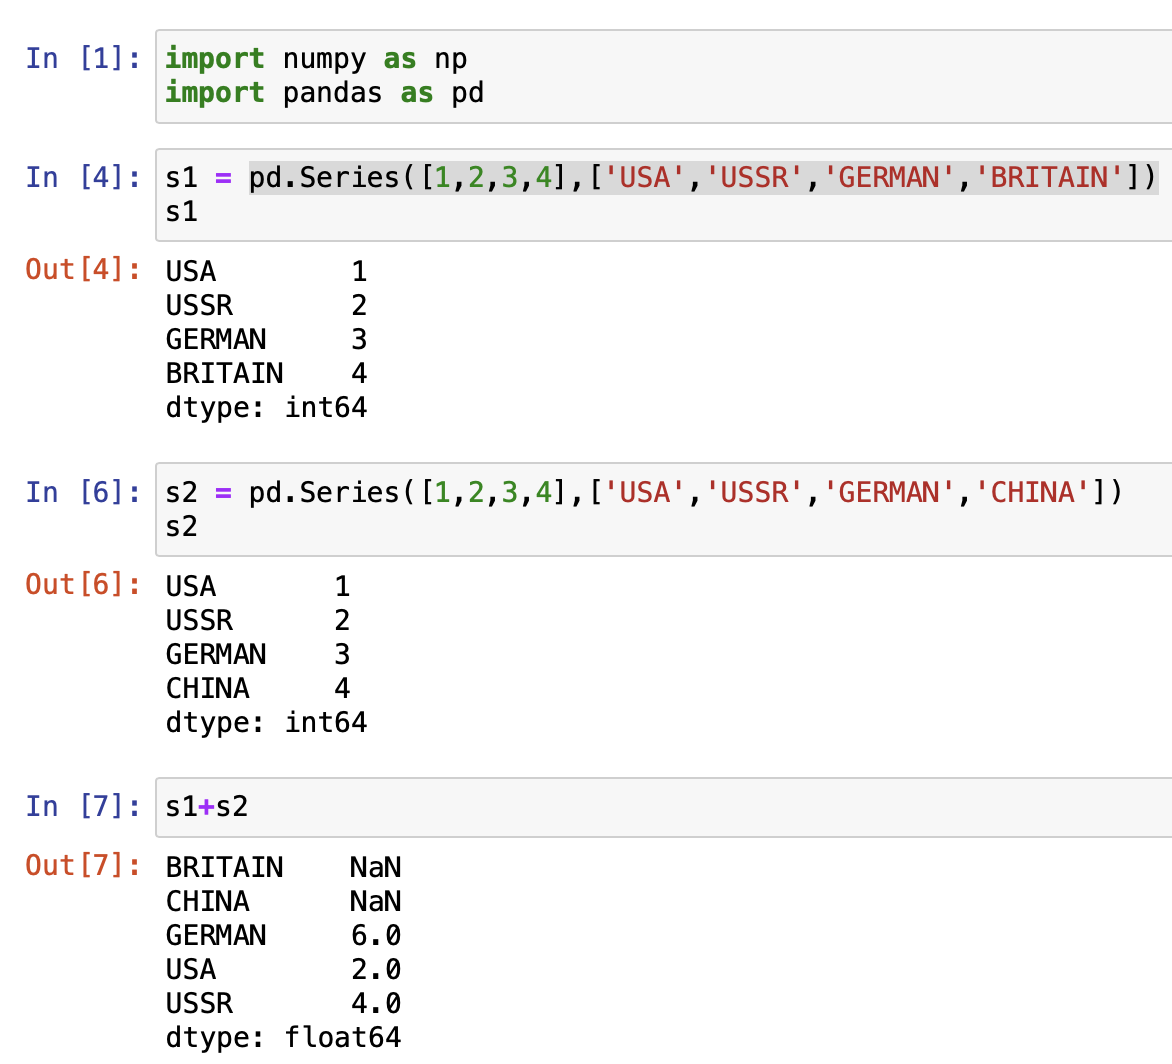 In [1]: import numpy as np
import pandas as pd
In [4]: s1 = pd.Series([1,2,3,4],['USA','USSR','GERMAN','BRITAIN'])
s1
Out[4]: USA 1
USSR 2
GERMAN 3
BRITAIN 4
dtype: int64
In [6]: s2 = pd.Series([1,2,3,4],['USA','USSR','GERMAN','CHINA'])
s2
Out[6]: USA 1
USSR 2
GERMAN 3
CHINA 4
dtype: int64
In [7]: s1+s2
Out[7]: BRITAIN NaN
CHINA NaN
GERMAN 6.0
USA 2.0
USSR 4.0
dtype: float64